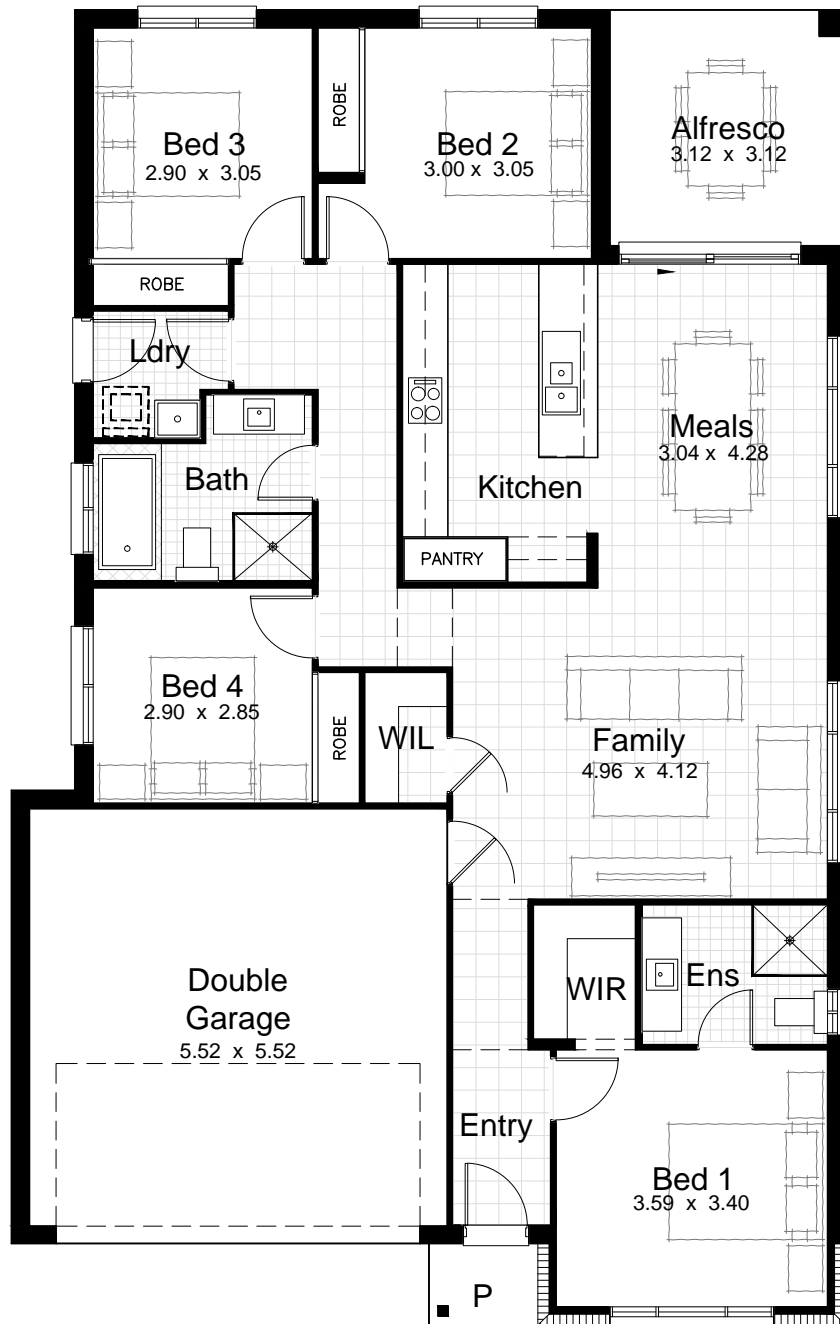 Bed 3
2.90 x 3.05
ROBE
Bed 2
3.00 x 3.05
Alfresco
3.12 x 3.12
ROBE
Ldry
Bath
Kitchen
Meals
3.04 x 4.28
PANTRY
Bed 4
2.90 x 2.85
ROBE
WIL
Family
4.96 x 4.12
Double
Garage
5.52 x 5.52
WIR
Ens
Entry
Bed 1
3.59 x 3.40
P